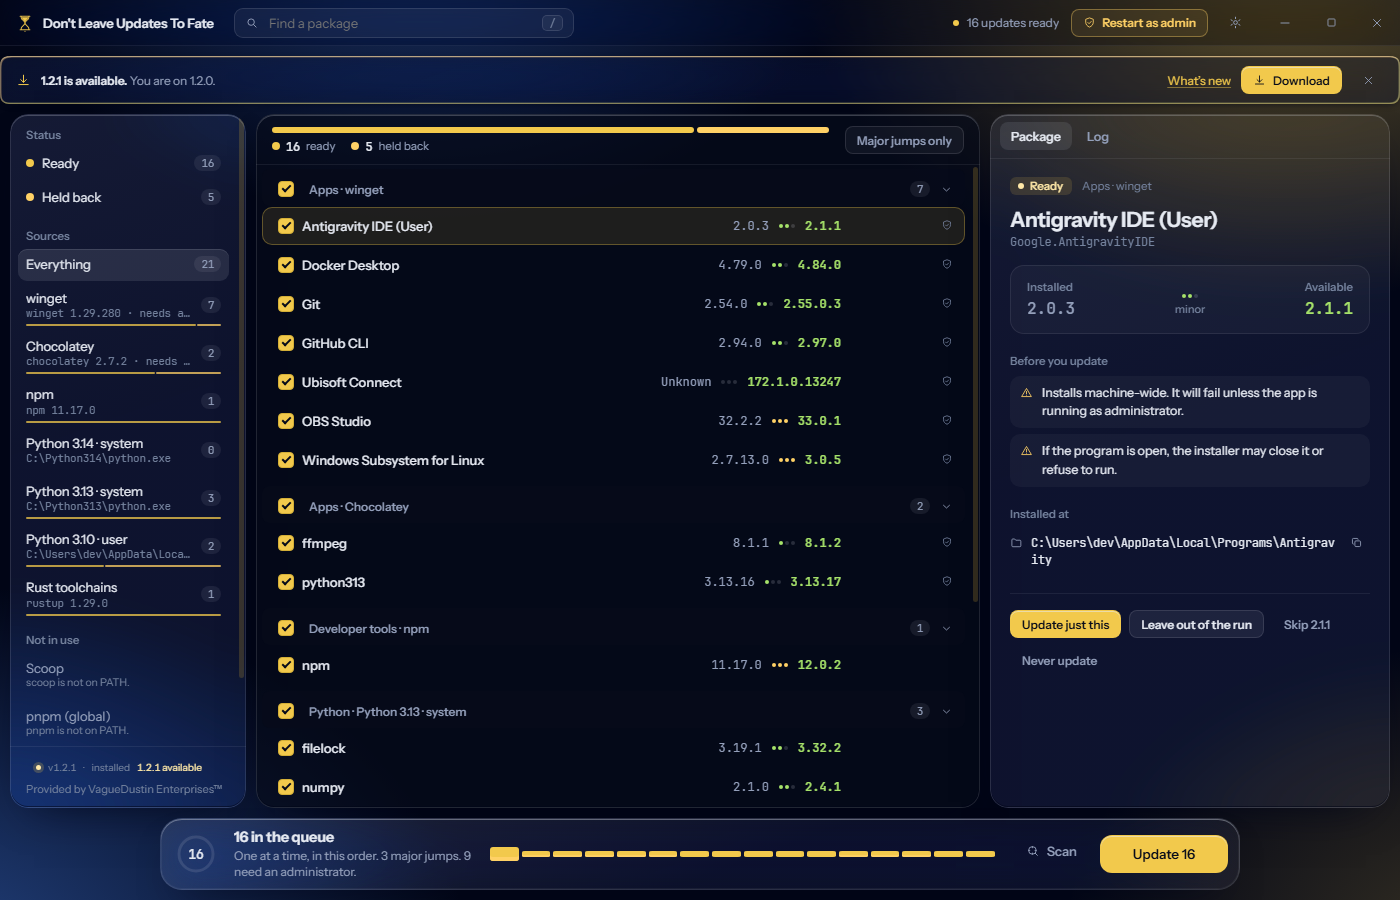 Don't Leave Updates To Fate
Find a package
/
16 updates ready
Restart as admin
1.2.1 is available. You are on 1.2.0.
What's new
Download
Status
Ready
16
Held back
5
Sources
Everything
21
winget
winget 1.29.280 · needs a…
7
Chocolatey
chocolatey 2.7.2 · needs …
2
npm
npm 11.17.0
1
Python 3.14 · system
C:\Python314\python.exe
0
Python 3.13 · system
C:\Python313\python.exe
3
Python 3.10 · user
C:\Users\dev\AppData\Loca…
2
Rust toolchains
rustup 1.29.0
1
Not in use
Scoop
scoop is not on PATH.
pnpm (global)
pnpm is not on PATH.
v1.2.1 · installed 1.2.1 available
Provided by VagueDustin Enterprises™
16 ready 5 held back
Major jumps only
Apps · winget 7
Antigravity IDE (User) 2.0.3 2.1.1
Docker Desktop 4.79.0 4.84.0
Git 2.54.0 2.55.0.3
GitHub CLI 2.94.0 2.97.0
Ubisoft Connect Unknown 172.1.0.13247
OBS Studio 32.2.2 33.0.1
Windows Subsystem for Linux 2.7.13.0 3.0.5
Apps · Chocolatey 2
ffmpeg 8.1.1 8.1.2
python313 3.13.16 3.13.17
Developer tools · npm 1
npm 11.17.0 12.0.2
Python · Python 3.13 · system 3
filelock 3.19.1 3.32.2
numpy 2.1.0 2.4.1
Package
Log
Ready Apps · winget
Antigravity IDE (User)
Google.AntigravityIDE
Installed Available
2.0.3 minor 2.1.1
Before you update
Installs machine-wide. It will fail unless the app is
running as administrator.
If the program is open, the installer may close it or
refuse to run.
Installed at
C:\Users\dev\AppData\Local\Programs\Antigrav
ity
Update just this
Leave out of the run
Skip 2.1.1
Never update
16
16 in the queue
One at a time, in this order. 3 major jumps. 9
need an administrator.
Scan
Update 16